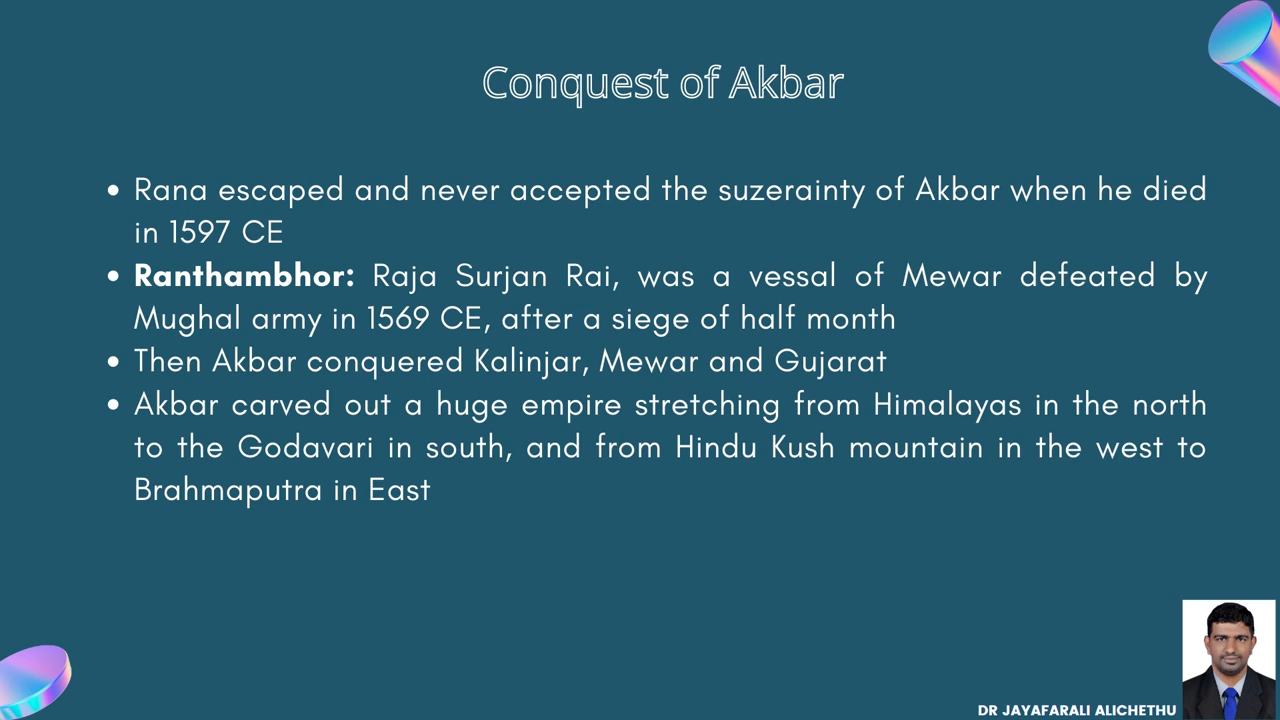 Conquest of Akbar
• Rana escaped and never accepted the suzerainty of Akbar when he died
in 1597 CE
• Ranthambhor: Raja Surjan Rai, was a vessal of Mewar defeated by
Mughal army in 1569 CE, after a siege of half month
• Then Akbar conquered Kalinjar, Mewar and Gujarat
• Akbar carved out a huge empire stretching from Himalayas in the north
to the Godavari in south, and from Hindu Kush mountain in the west to
Brahmaputra in East
DR JAYAFARALI ALICHETHU